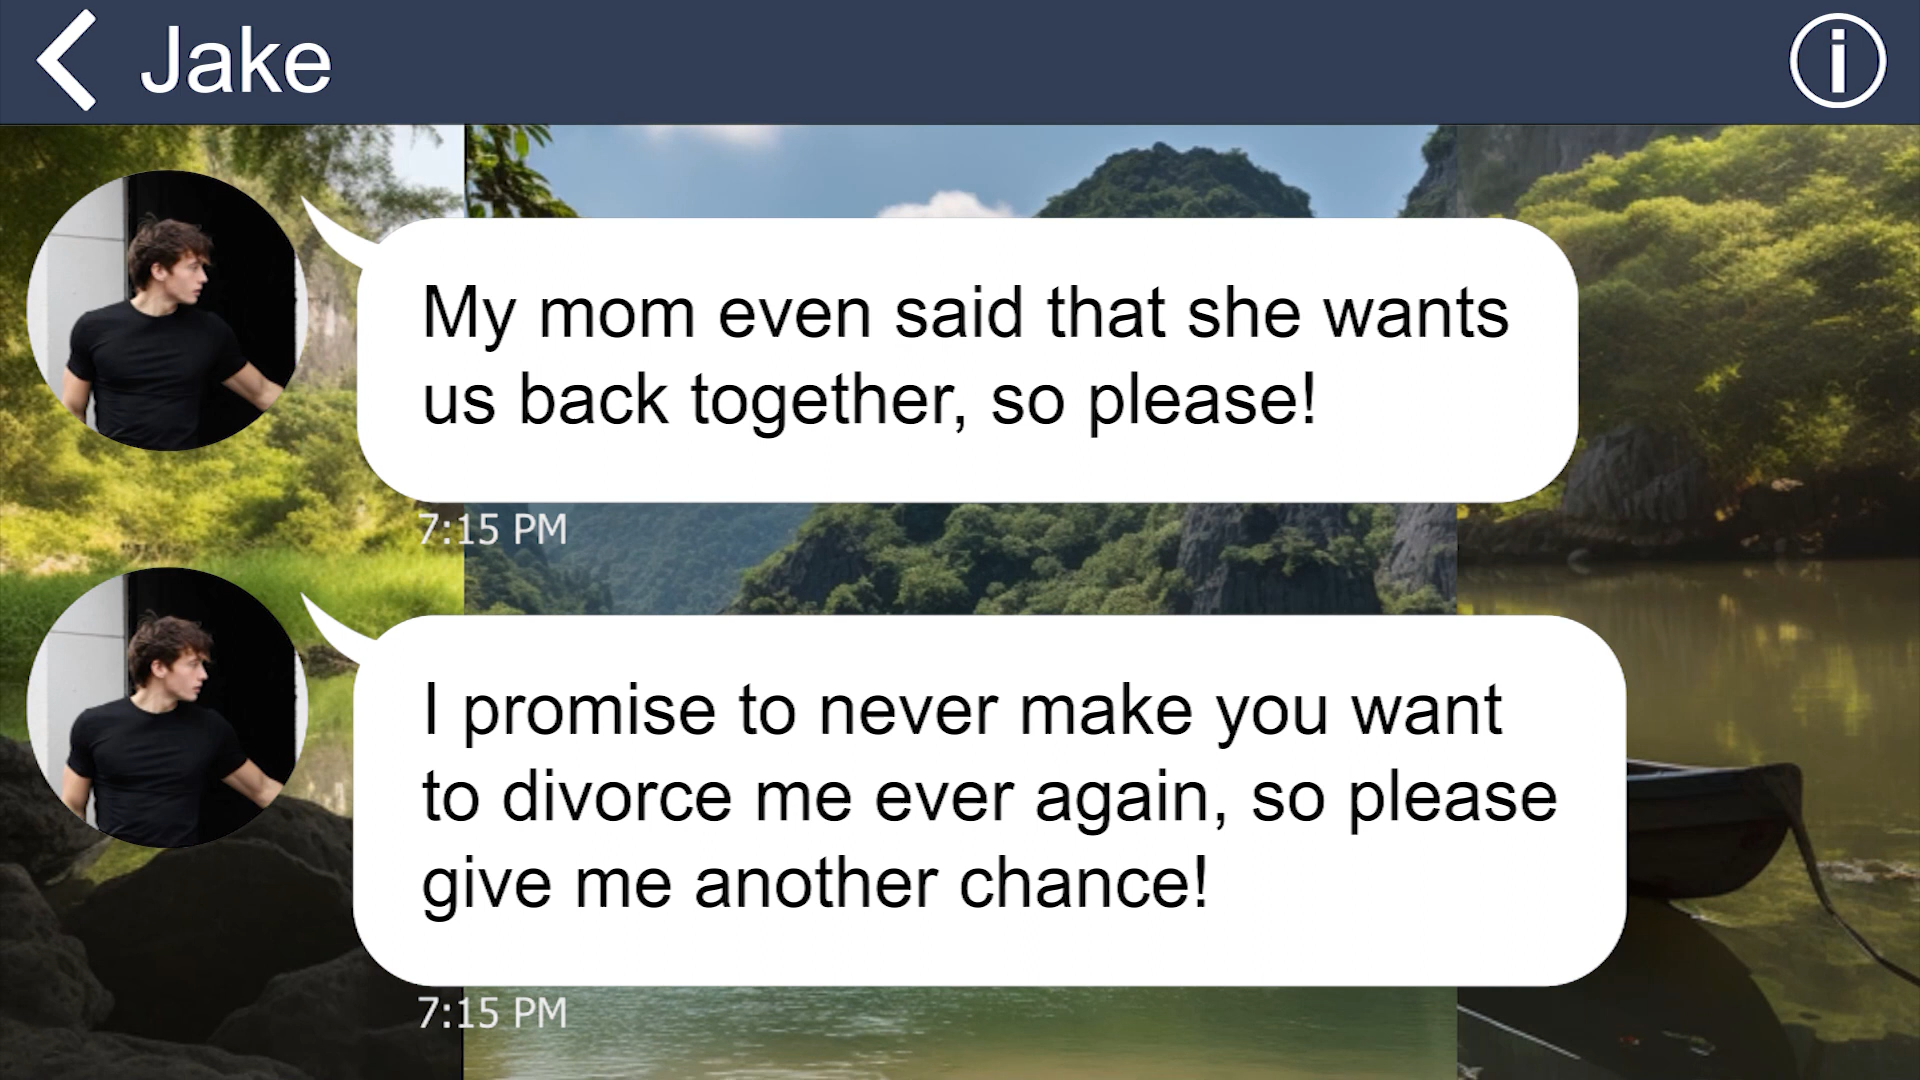 Jake
My mom even said that she wants
us back together, so please!
7:15 PM
I promise to never make you want
to divorce me ever again, so please
give me another chance!
7:15 PM